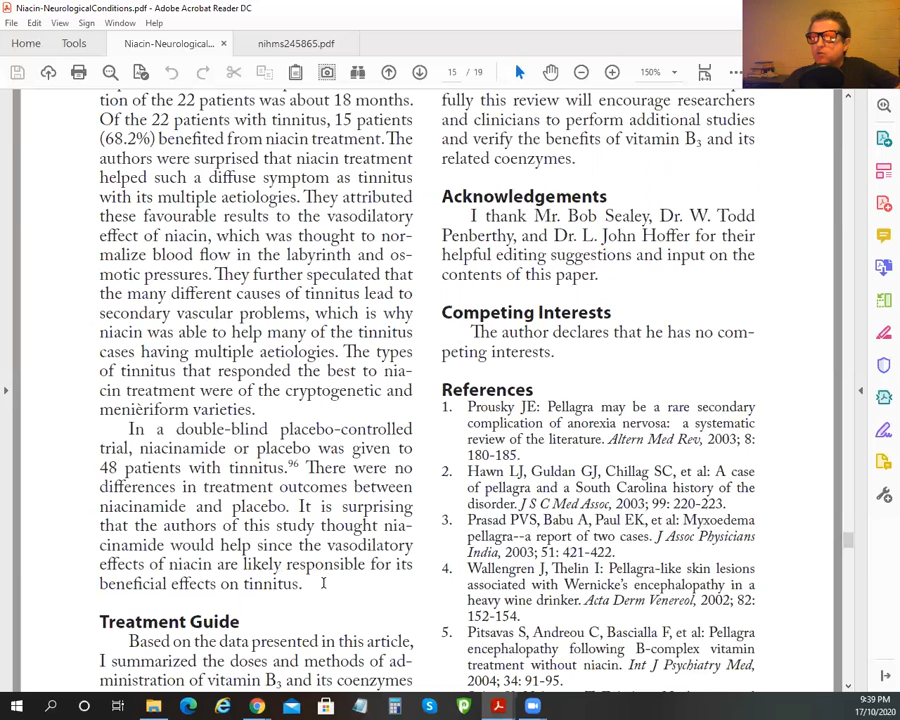 Niacin-NeurologicalConditions.pdf - Adobe Acrobat Reader DC
File Edit View Sign Window Help
Home Tools Niacin-Neurological... × nihms245865.pdf
15 / 19 150%
tion of the 22 patients was about 18 months.
Of the 22 patients with tinnitus, 15 patients
(68.2%) benefited from niacin treatment. The
authors were surprised that niacin treatment
helped such a diffuse symptom as tinnitus
with its multiple aetiologies. They attributed
these favourable results to the vasodilatory
effect of niacin, which was thought to nor-
malize blood flow in the labyrinth and os-
motic pressures. They further speculated that
the many different causes of tinnitus lead to
secondary vascular problems, which is why
niacin was able to help many of the tinnitus
cases having multiple aetiologies. The types
of tinnitus that responded the best to nia-
cin treatment were of the cryptogenetic and
menièriform varieties.
In a double-blind placebo-controlled
trial, niacinamide or placebo was given to
48 patients with tinnitus.⁹⁶ There were no
differences in treatment outcomes between
niacinamide and placebo. It is surprising
that the authors of this study thought nia-
cinamide would help since the vasodilatory
effects of niacin are likely responsible for its
beneficial effects on tinnitus.
Treatment Guide
Based on the data presented in this article,
I summarized the doses and methods of ad-
ministration of vitamin B₃ and its coenzymes
fully this review will encourage researchers
and clinicians to perform additional studies
and verify the benefits of vitamin B₃ and its
related coenzymes.
Acknowledgements
I thank Mr. Bob Sealey, Dr. W. Todd
Penberthy, and Dr. L. John Hoffer for their
helpful editing suggestions and input on the
contents of this paper.
Competing Interests
The author declares that he has no com-
peting interests.
References
1. Prousky JE: Pellagra may be a rare secondary
complication of anorexia nervosa: a systematic
review of the literature. Altern Med Rev, 2003; 8:
180-185.
2. Hawn LJ, Guldan GJ, Chillag SC, et al: A case
of pellagra and a South Carolina history of the
disorder. J S C Med Assoc, 2003; 99: 220-223.
3. Prasad PVS, Babu A, Paul EK, et al: Myxoedema
pellagra--a report of two cases. J Assoc Physicians
India, 2003; 51: 421-422.
4. Wallengren J, Thelin I: Pellagra-like skin lesions
associated with Wernicke's encephalopathy in a
heavy wine drinker. Acta Derm Venereol, 2002; 82:
152-154.
5. Pitsavas S, Andreou C, Bascialla F, et al: Pellagra
encephalopathy following B-complex vitamin
treatment without niacin. Int J Psychiatry Med,
2004; 34: 91-95.
9:39 PM
17/10/2020